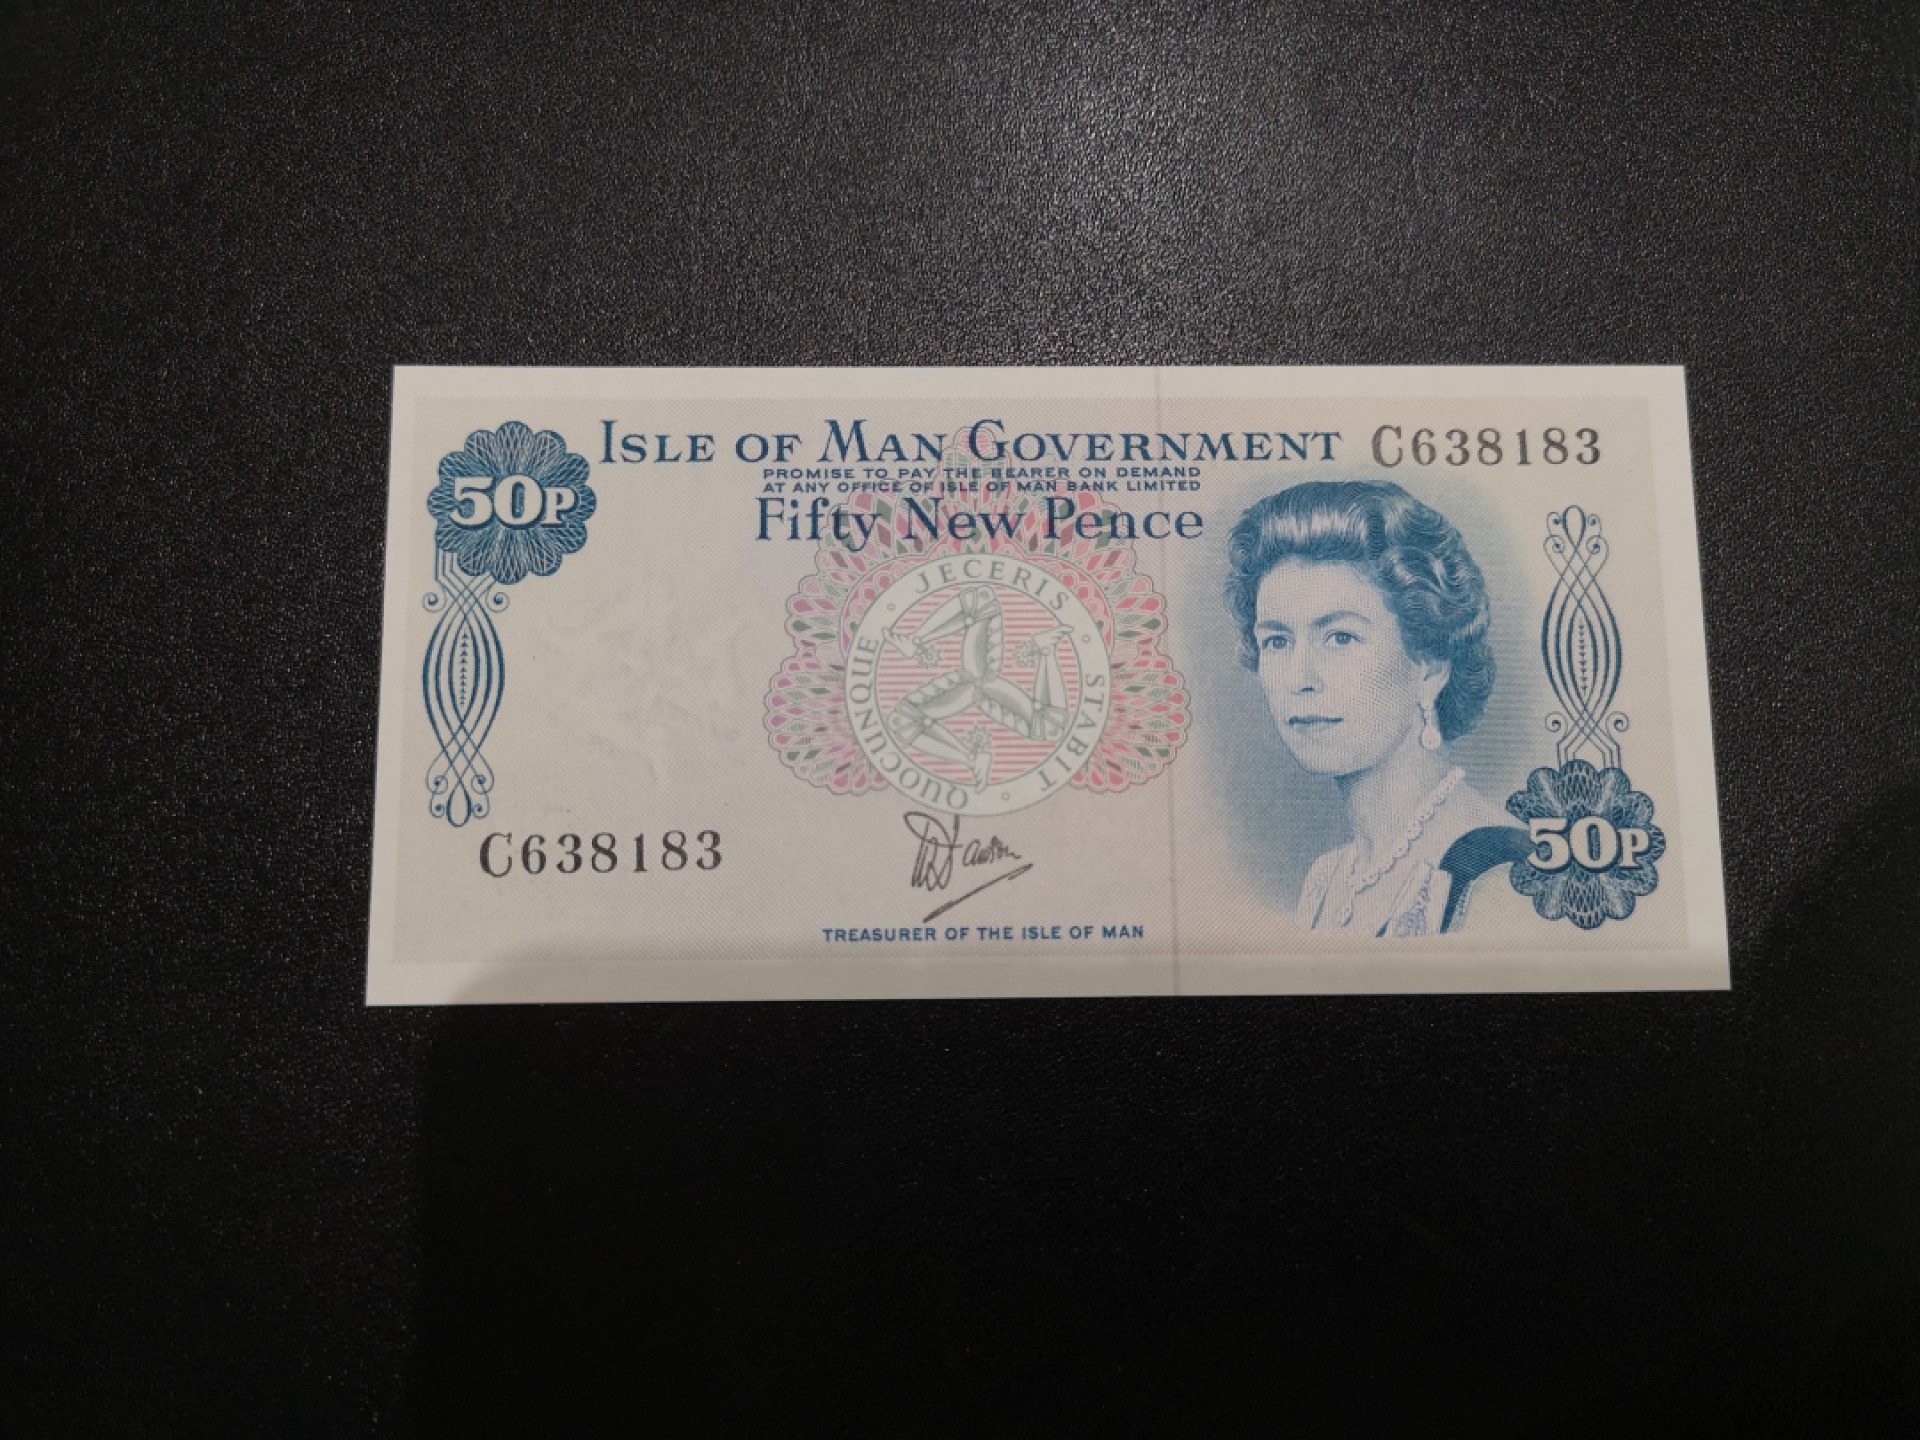 ISLE OF MAN GOVERNMENT
C638183
PROMISE TO PAY THE BEARER ON DEMAND
AT ANY OFFICE OF ISLE OF MAN BANK LIMITED
50P
Fifty New Pence
QUOCUNQUE · JECERIS · STABIT
C638183
50P
TREASURER OF THE ISLE OF MAN